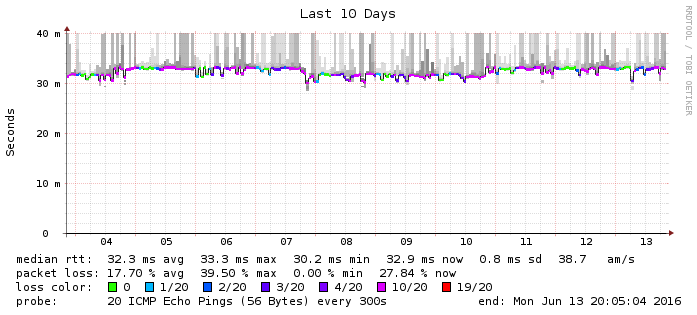 Last 10 Days
RRDTOOL / TOBI OETIKER
Seconds
40 m
30 m
20 m
10 m
0
04 05 06 07 08 09 10 11 12 13
median rtt: 32.3 ms avg 33.3 ms max 30.2 ms min 32.9 ms now 0.8 ms sd 38.7 am/s
packet loss: 17.70 % avg 39.50 % max 0.00 % min 27.84 % now
loss color: 0 1/20 2/20 3/20 4/20 10/20 19/20
probe: 20 ICMP Echo Pings (56 Bytes) every 300s end: Mon Jun 13 20:05:04 2016